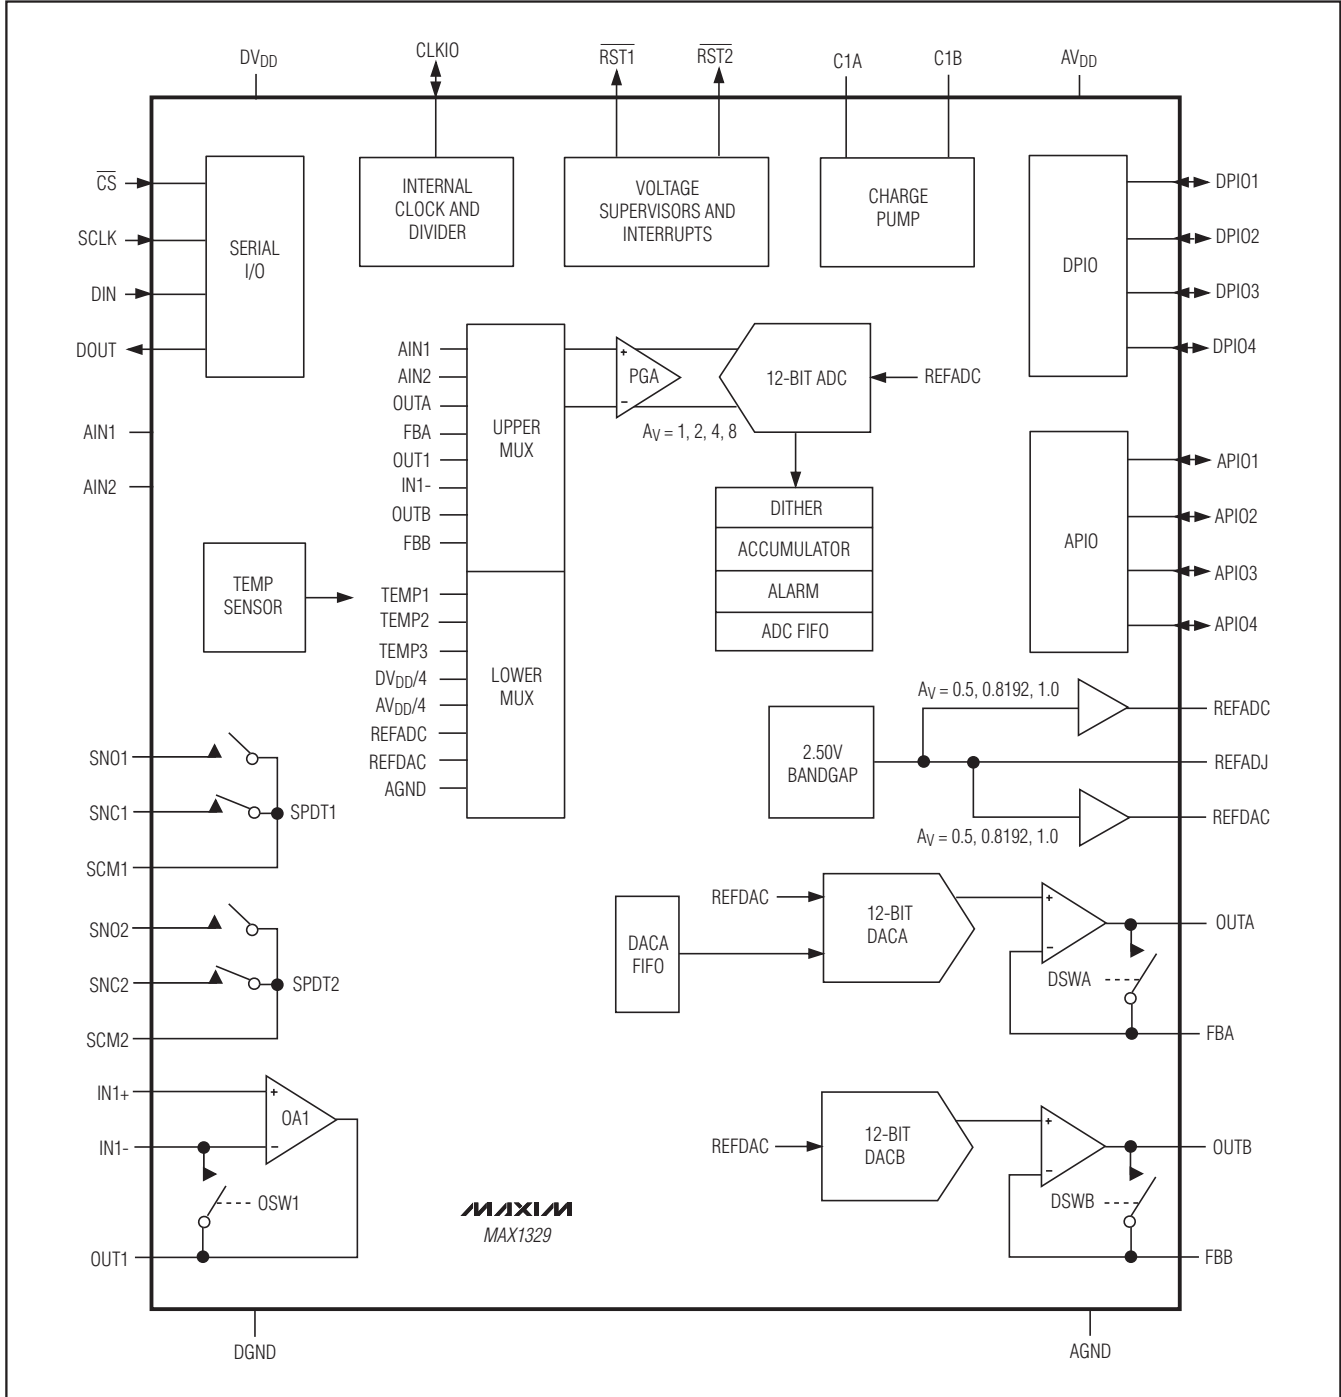 DVDD
CLKIO
RST1
RST2
C1A
C1B
AVDD
CS
SCLK
DIN
DOUT
AIN1
AIN2
SERIAL
I/O
INTERNAL
CLOCK AND
DIVIDER
VOLTAGE
SUPERVISORS AND
INTERRUPTS
CHARGE
PUMP
DPIO
DPIO1
DPIO2
DPIO3
DPIO4
AIN1
AIN2
OUTA
FBA
OUT1
IN1-
OUTB
FBB
UPPER
MUX
+
PGA
−
AV = 1, 2, 4, 8
12-BIT ADC
REFADC
DITHER
ACCUMULATOR
ALARM
ADC FIFO
APIO
APIO1
APIO2
APIO3
APIO4
TEMP
SENSOR
TEMP1
TEMP2
TEMP3
DVDD/4
AVDD/4
REFADC
REFDAC
AGND
LOWER
MUX
2.50V
BANDGAP
AV = 0.5, 0.8192, 1.0
AV = 0.5, 0.8192, 1.0
REFADC
REFADJ
REFDAC
SNO1
SNC1
SCM1
SPDT1
SNO2
SNC2
SCM2
SPDT2
DACA
FIFO
REFDAC
12-BIT
DACA
+
−
DSWA
OUTA
FBA
IN1+
IN1-
OUT1
+
OA1
−
OSW1
MAXIM
MAX1329
REFDAC
12-BIT
DACB
+
−
DSWB
OUTB
FBB
DGND
AGND